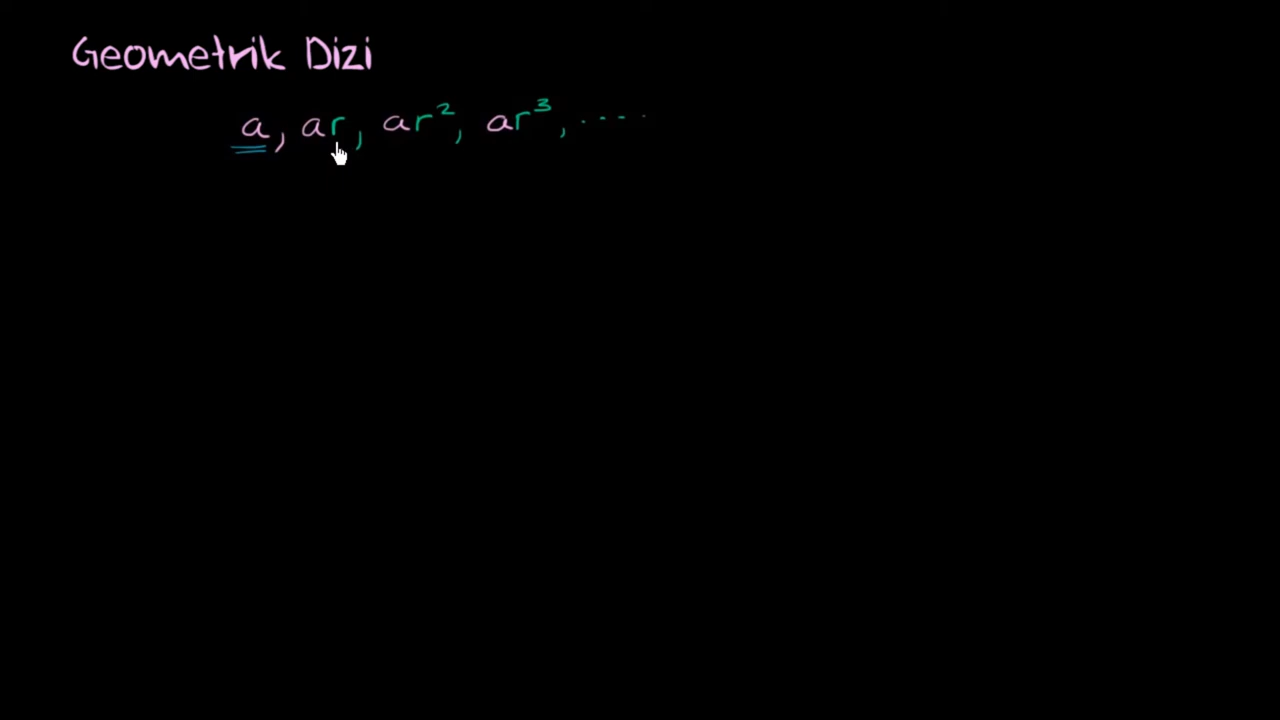 Geometrik Dizi
a, ar, ar², ar³, ....